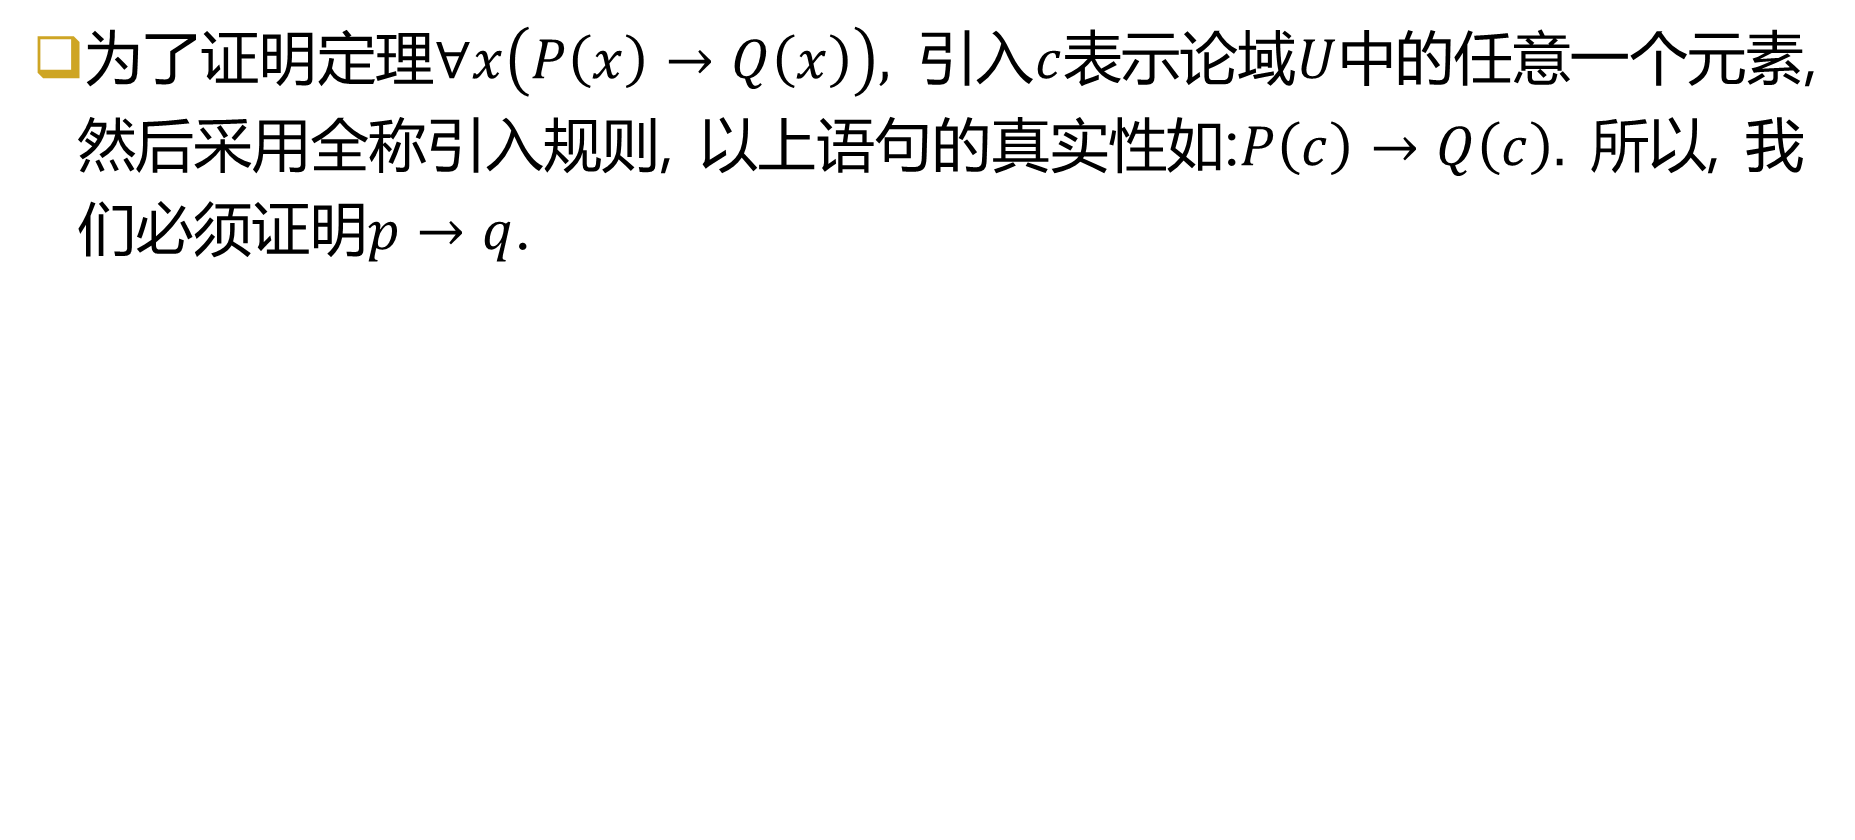 ❑为了证明定理∀x(P(x) → Q(x)), 引入c表示论域U中的任意一个元素,
然后采用全称引入规则, 以上语句的真实性如:P(c) → Q(c). 所以, 我
们必须证明p → q.